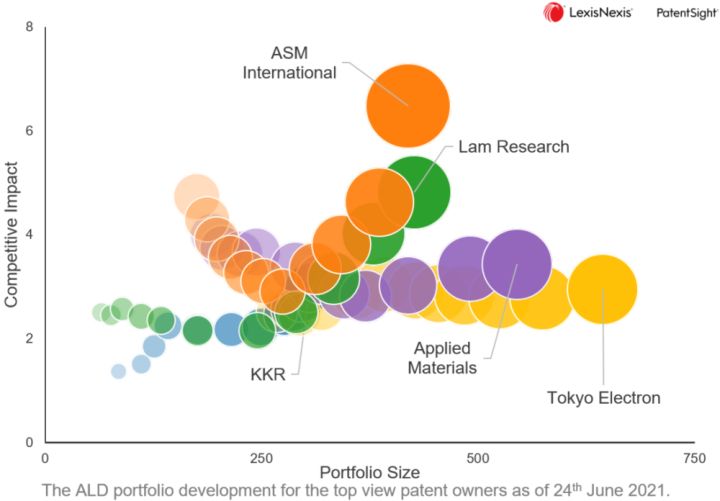 LexisNexis® PatentSight®
8
ASM
International
6
Lam Research
Competitive Impact
4
2
KKR
Applied
Materials
Tokyo Electron
0
0 250 500 750
Portfolio Size
The ALD portfolio development for the top view patent owners as of 24th June 2021.